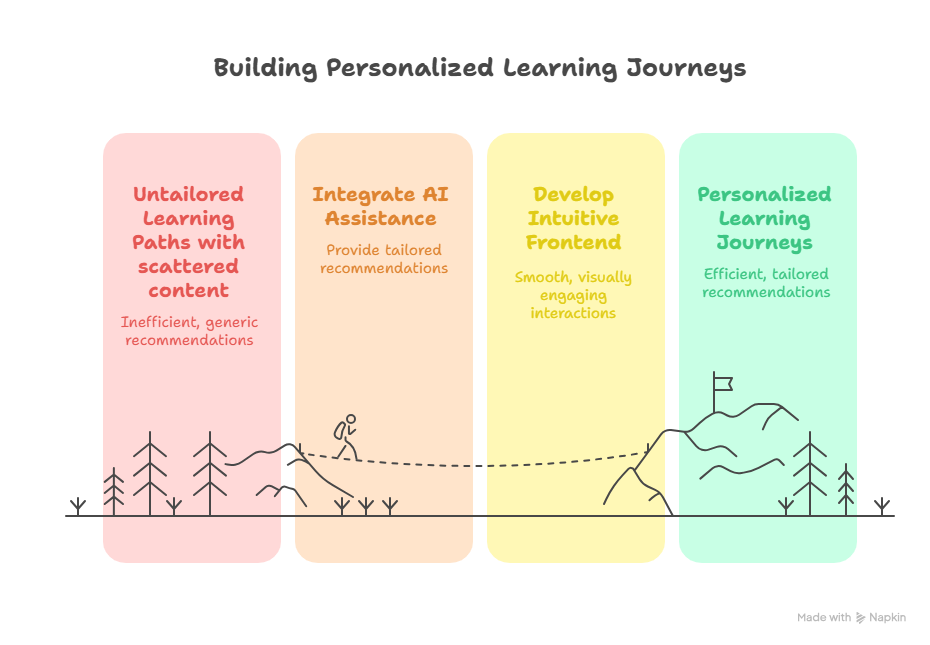 Building Personalized Learning Journeys
Untailored
Learning
Paths with
scattered
content
Inefficient, generic
recommendations
Integrate AI
Assistance
Provide tailored
recommendations
Develop
Intuitive
Frontend
Smooth, visually
engaging
interactions
Personalized
Learning
Journeys
Efficient, tailored
recommendations
Made with Napkin